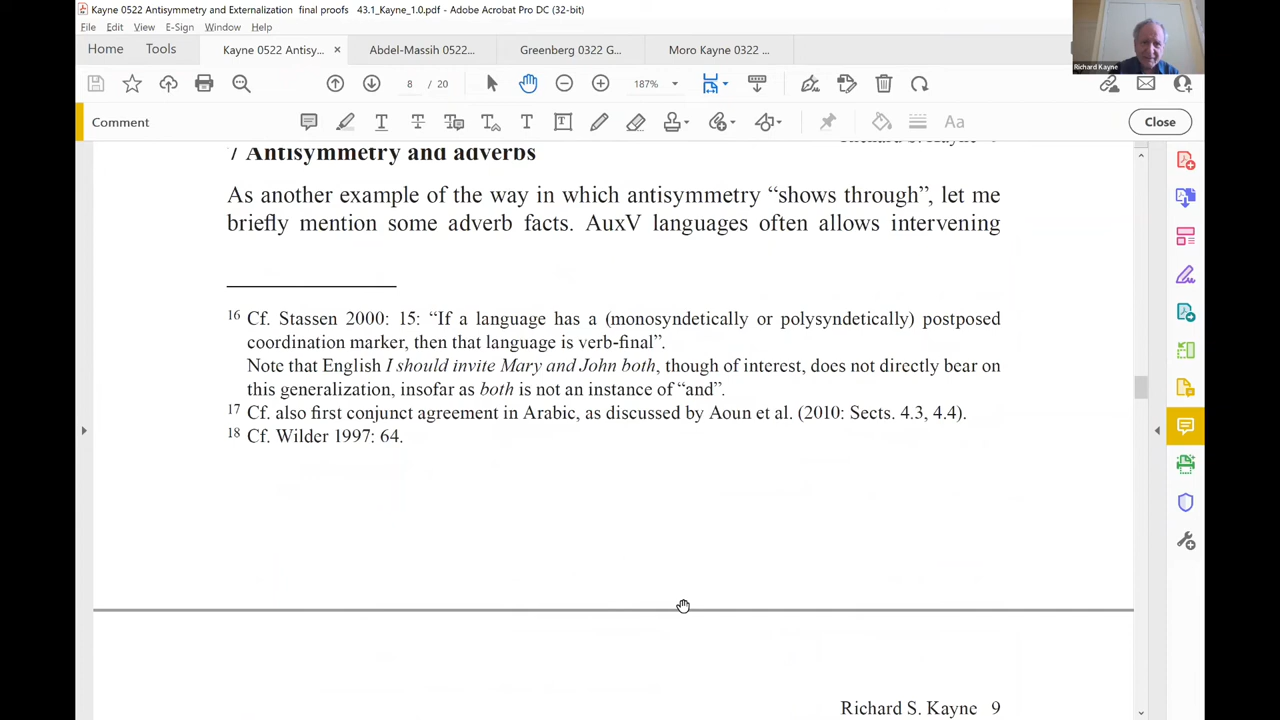 Kayne 0522 Antisymmetry and Externalization final proofs 43.1_Kayne_1.0.pdf - Adobe Acrobat Pro DC (32-bit)
File Edit View E-Sign Window Help
Home Tools Kayne 0522 Antisy... × Abdel-Massih 0522... Greenberg 0322 G... Moro Kayne 0322 ...
Richard Kayne
8 / 20 187%
Comment Aa Close
7 Antisymmetry and adverbs
As another example of the way in which antisymmetry “shows through”, let me
briefly mention some adverb facts. AuxV languages often allows intervening
16 Cf. Stassen 2000: 15: “If a language has a (monosyndetically or polysyndetically) postposed
coordination marker, then that language is verb-final”.
Note that English I should invite Mary and John both, though of interest, does not directly bear on
this generalization, insofar as both is not an instance of “and”.
17 Cf. also first conjunct agreement in Arabic, as discussed by Aoun et al. (2010: Sects. 4.3, 4.4).
18 Cf. Wilder 1997: 64.
Richard S. Kayne 9